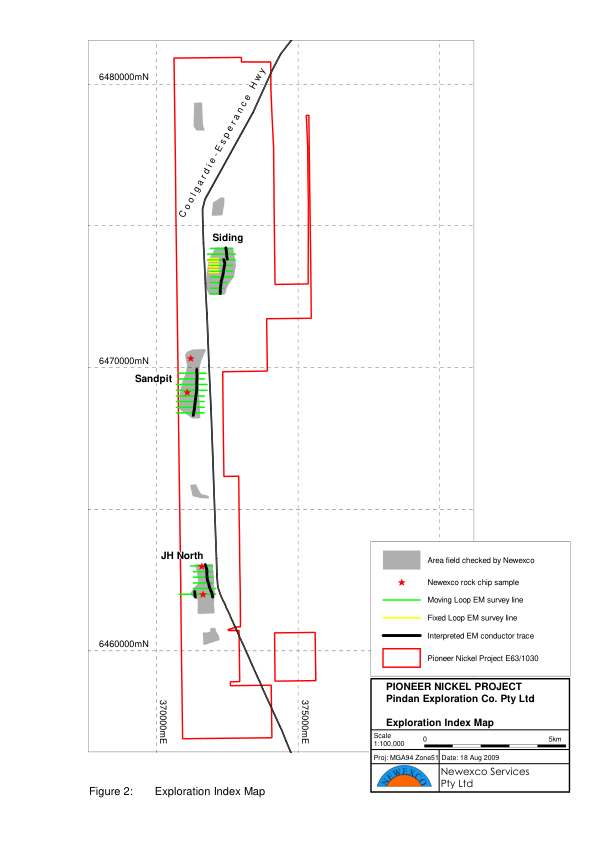 6480000mN
Coolgardie-Esperance Hwy
Siding
6470000mN
Sandpit
JH North
6460000mN
370000mE
375000mE
Area field checked by Newexco
Newexco rock chip sample
Moving Loop EM survey line
Fixed Loop EM survey line
Interpreted EM conductor trace
Pioneer Nickel Project E63/1030
PIONEER NICKEL PROJECT
Pindan Exploration Co. Pty Ltd
Exploration Index Map
Scale
1:100,000
0 5km
Proj: MGA94 Zone51 Date: 18 Aug 2009
NEWEXCO
Newexco Services
Pty Ltd
Figure 2: Exploration Index Map